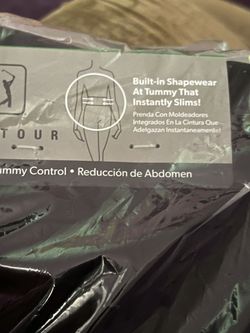 Built-in Shapewear
At Tummy That
Instantly Slims!
Prenda Con Moldeadores
Integrados En La Cintura Que
Adelgazan Instantaneamente!
TOUR
ummy Control • Reducción de Abdomen